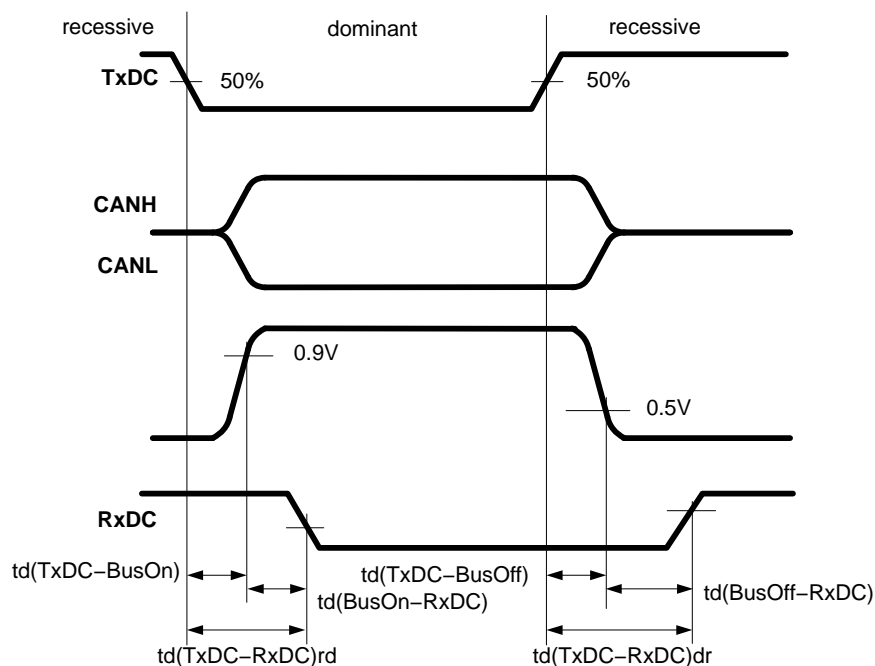 recessive dominant recessive
TxDC 50% 50%
CANH
CANL
0.9V
0.5V
RxDC
td(TxDC−BusOn) td(TxDC−BusOff)
td(BusOn−RxDC) td(BusOff−RxDC)
td(TxDC−RxDC)rd td(TxDC−RxDC)dr